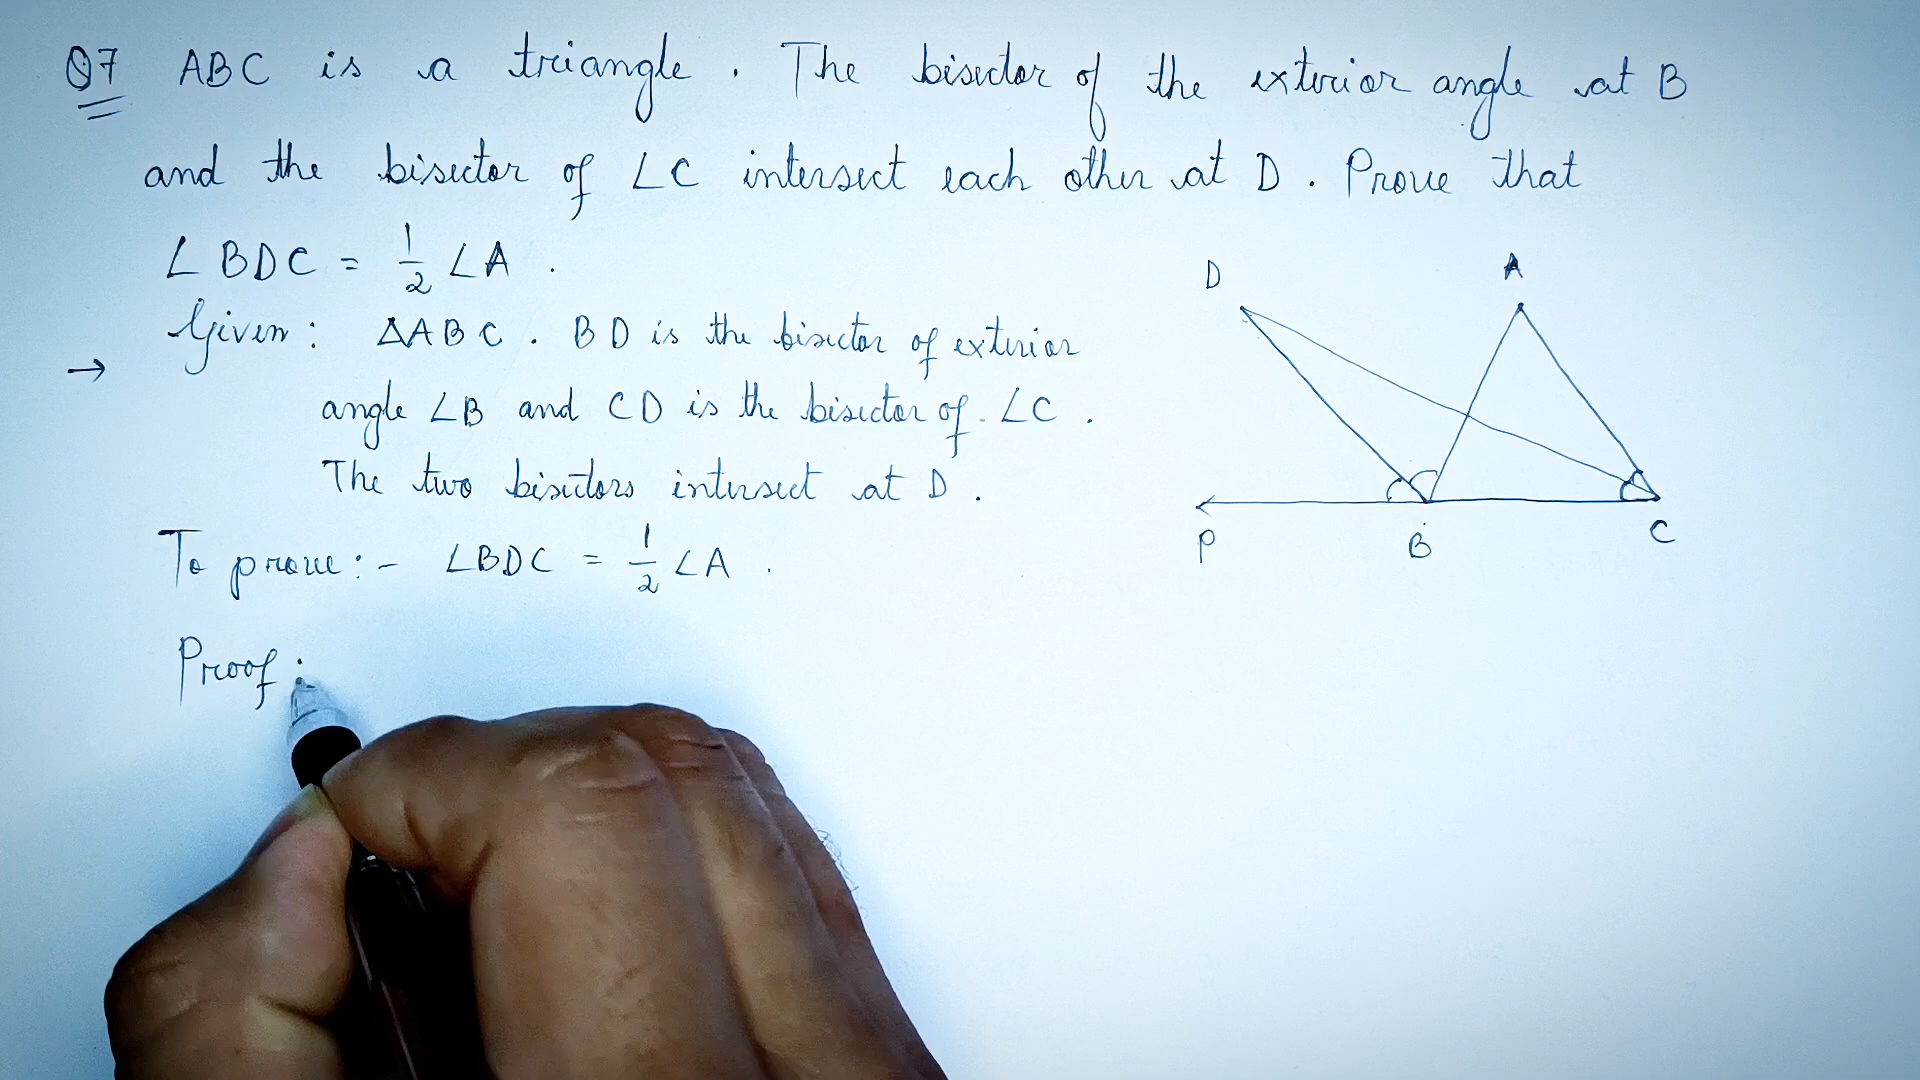 Q7 ABC is a triangle. The bisector of the exterior angle at B
and the bisector of ∠C intersect each other at D. Prove that
∠BDC = 1/2 ∠A.
Given: ΔABC. BD is the bisector of exterior
→ angle ∠B and CD is the bisector of ∠C.
The two bisectors intersect at D.
To prove:- ∠BDC = 1/2 ∠A.
Proof:
D A
P B C